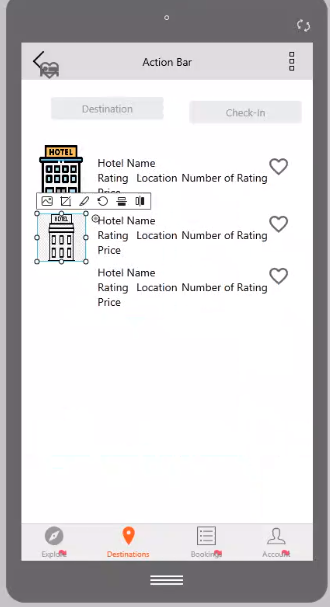 Action Bar
Destination
Check-In
HOTEL
Hotel Name
Rating Location Number of Rating
Price
HOTEL
Hotel Name
Rating Location Number of Rating
Price
Hotel Name
Rating Location Number of Rating
Price
Explore
Destinations
Bookings
Account